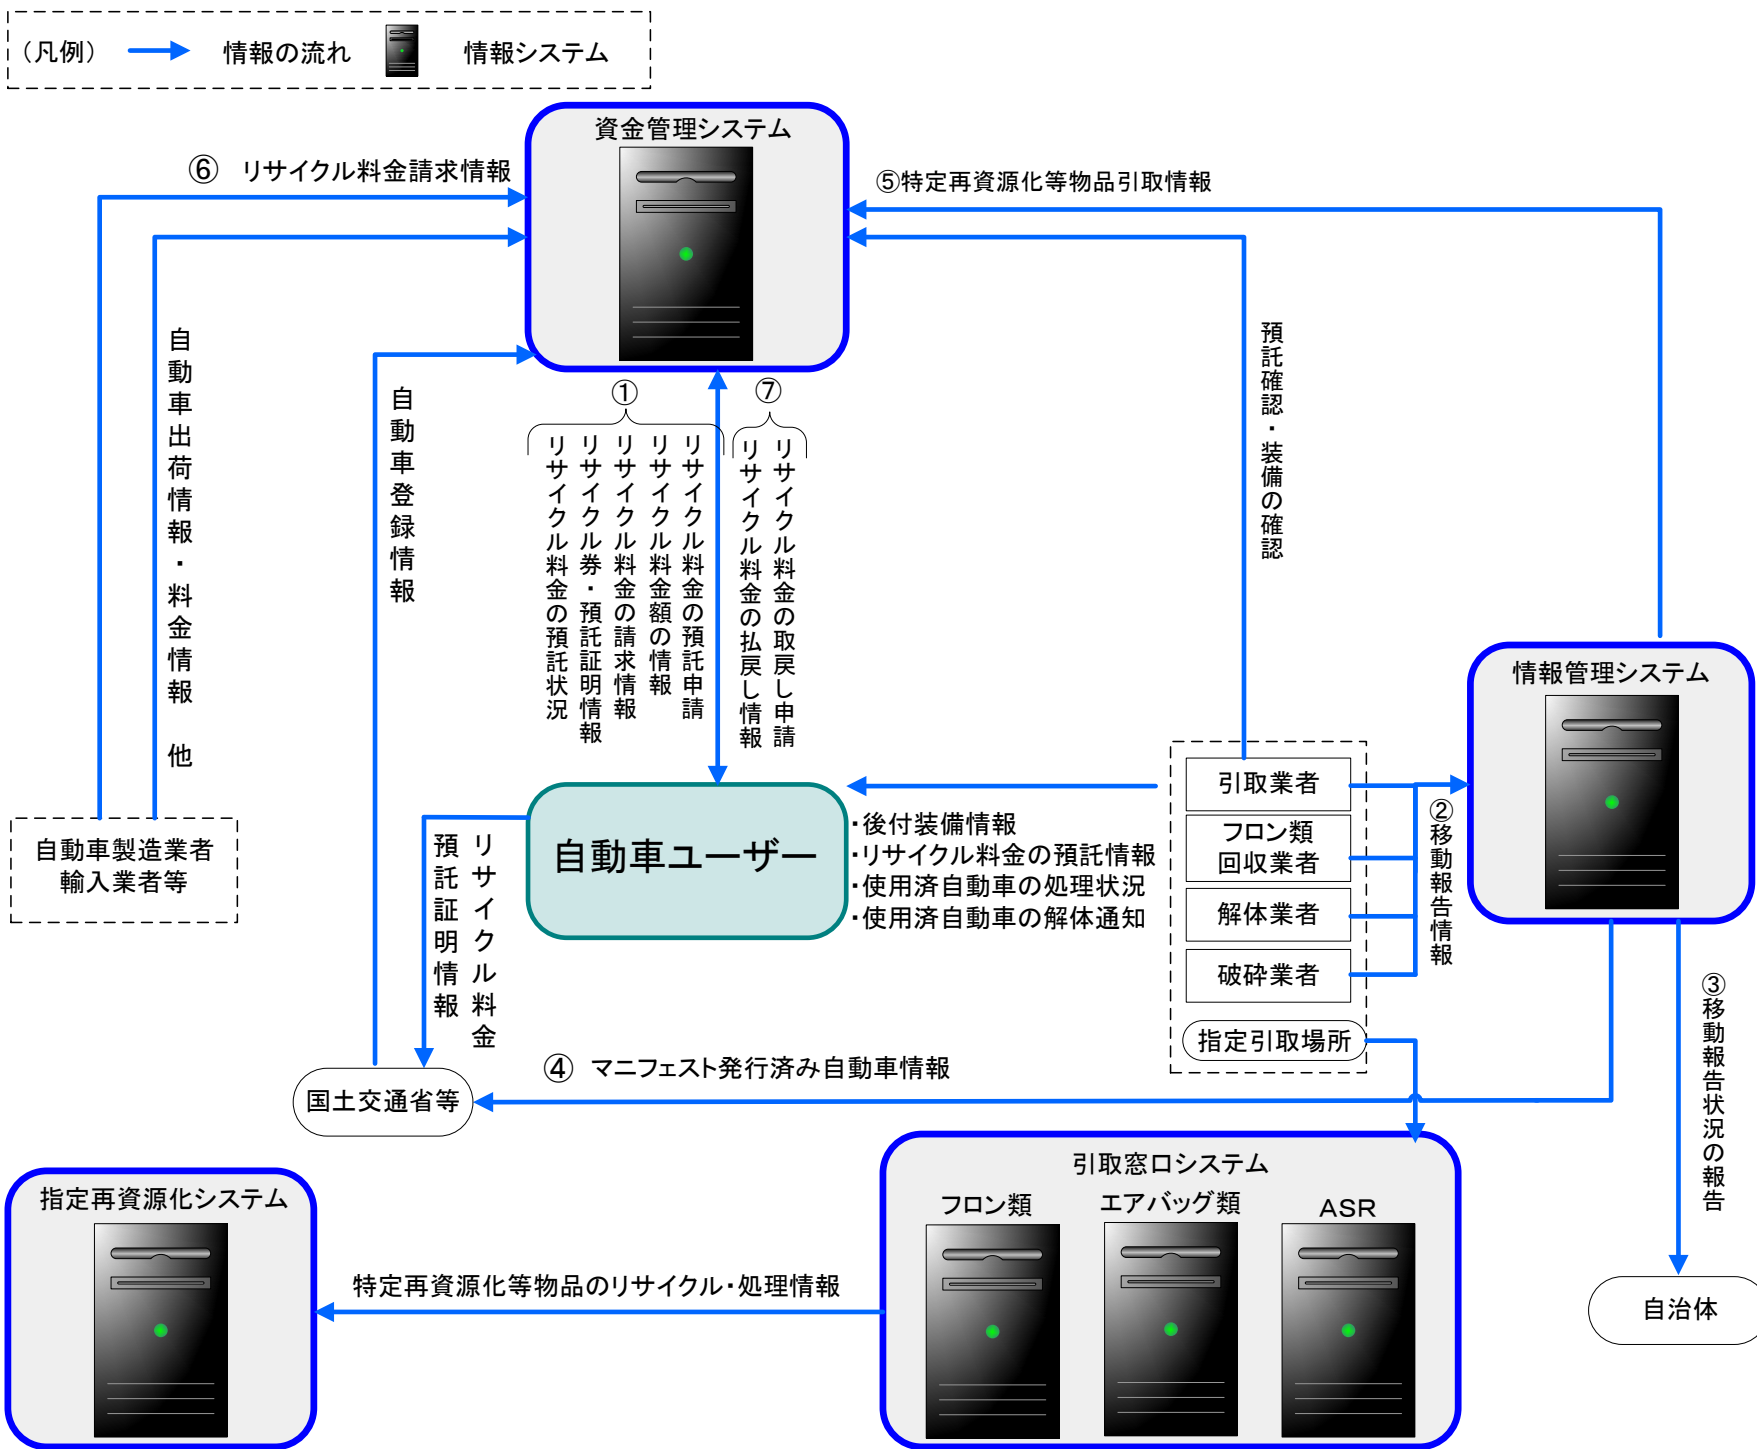 （凡例）
情報の流れ
情報システム
資金管理システム
⑥ リサイクル料金請求情報
⑤特定再資源化等物品引取情報
自動車出荷情報・料金情報 他
自動車登録情報
①
リサイクル料金の預託申請
リサイクル料金額の情報
リサイクル料金の請求情報
リサイクル券・預託証明情報
リサイクル料金の預託状況
⑦
リサイクル料金の取戻し申請
リサイクル料金の払戻し情報
預託確認・装備の確認
情報管理システム
自動車製造業者
輸入業者等
自動車ユーザー
リサイクル料金
預託証明情報
・後付装備情報
・リサイクル料金の預託情報
・使用済自動車の処理状況
・使用済自動車の解体通知
引取業者
フロン類
回収業者
解体業者
破砕業者
指定引取場所
②移動報告情報
③移動報告状況の報告
④ マニフェスト発行済み自動車情報
国土交通省等
引取窓口システム
フロン類
エアバッグ類
ASR
指定再資源化システム
特定再資源化等物品のリサイクル・処理情報
自治体